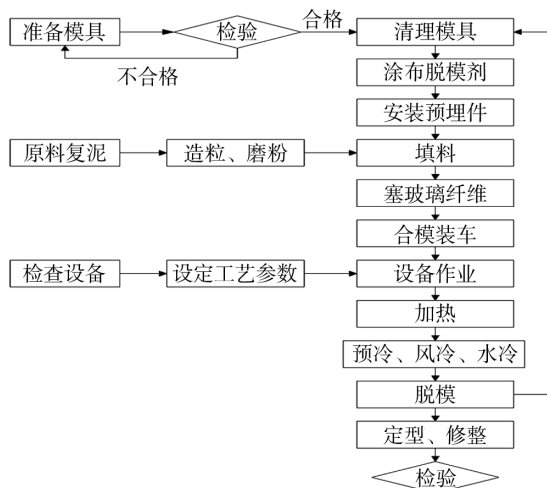 准备模具
检验
合格
清理模具
不合格
涂布脱模剂
安装预埋件
原料复泥
造粒、磨粉
填料
塞玻璃纤维
合模装车
检查设备
设定工艺参数
设备作业
加热
预冷、风冷、水冷
脱模
定型、修整
检验